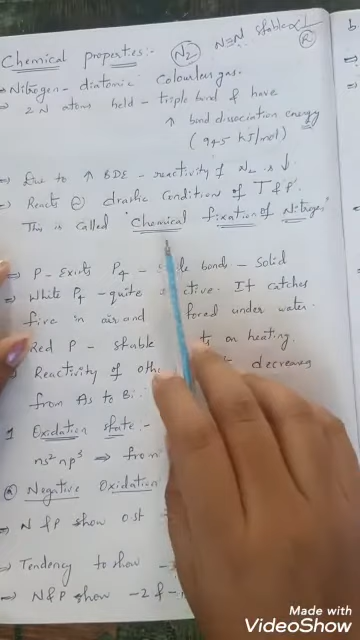 Chemical properties:-
N₂
N≡N stable ∝ 1/R
Nitrogen - diatomic colourless gas.
⇒ 2 N atoms held - triple bond & have
↑ bond dissociation energy
(945 kJ/mol)
⇒ Due to ↑ BDE - reactivity of N₂ is ↓.
⇒ Reacts @ drastic conditions of T & P.
This is called "Chemical fixation of Nitrogen"
⇒ P - Exists P₄ - bonds - Solid
⇒ White P₄ - quite It catches
fire in air and under water.
Red P - stable on heating.
Reactivity of decreases
from As to Bi.
Oxidation state:-
ns² np³ ⇒ from
Negative Oxidation
⇒ N & P show
⇒ Tendency to show -3
⇒ N & P show -2 &
Made with
VideoShow